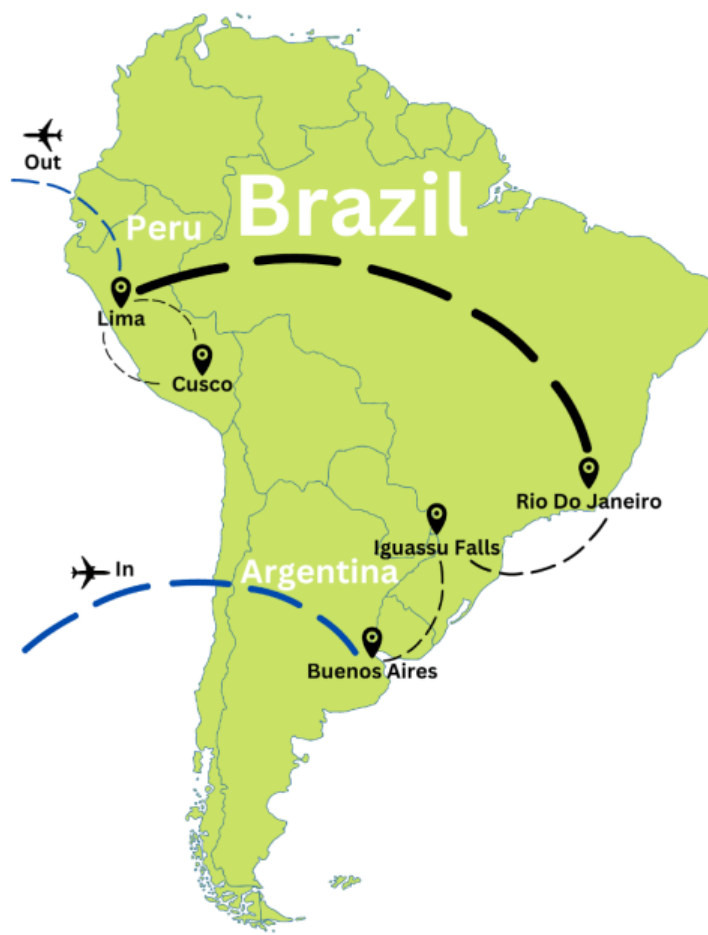 Out
Brazil
Peru
Lima
Cusco
Rio Do Janeiro
Iguassu Falls
In
Argentina
Buenos Aires